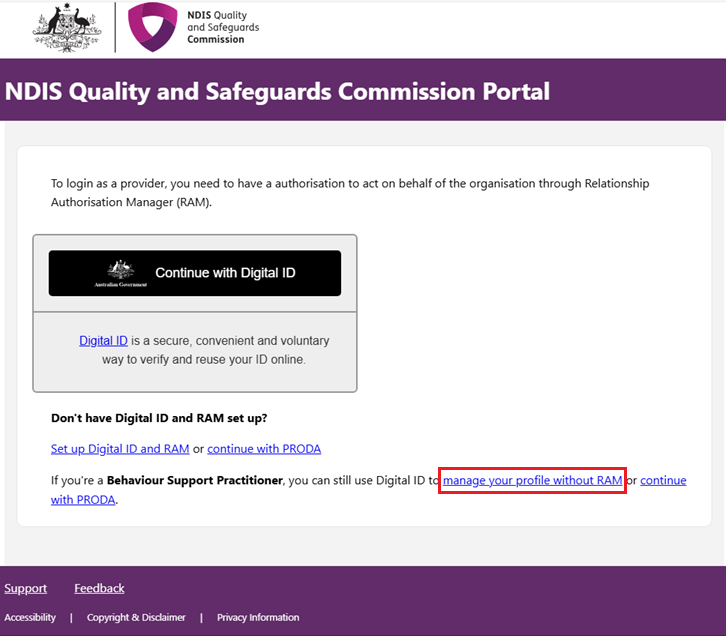 NDIS Quality
and Safeguards
Commission
NDIS Quality and Safeguards Commission Portal
To login as a provider, you need to have a authorisation to act on behalf of the organisation through Relationship
Authorisation Manager (RAM).
Australian Government
Continue with Digital ID
Digital ID is a secure, convenient and voluntary
way to verify and reuse your ID online.
Don't have Digital ID and RAM set up?
Set up Digital ID and RAM or continue with PRODA
If you're a Behaviour Support Practitioner, you can still use Digital ID to manage your profile without RAM or continue
with PRODA.
Support Feedback
Accessibility | Copyright & Disclaimer | Privacy Information